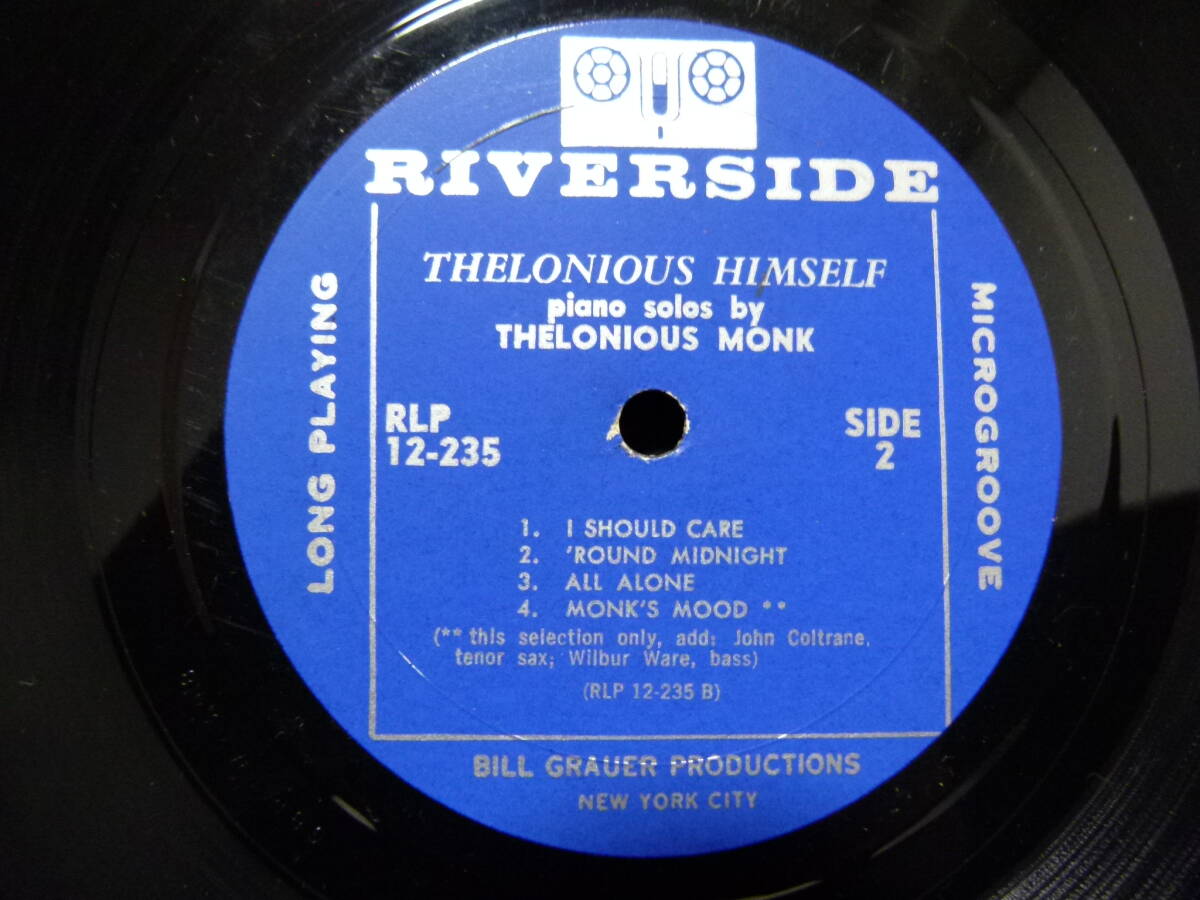 RIVERSIDE
THELONIOUS HIMSELF
piano solos by
THELONIOUS MONK
LONG PLAYING
MICROGROOVE
RLP
12-235
SIDE
2
1. I SHOULD CARE
2. 'ROUND MIDNIGHT
3. ALL ALONE
4. MONK'S MOOD **
(** this selection only, add: John Coltrane,
tenor sax; Wilbur Ware, bass)
(RLP 12-235 B)
BILL GRAUER PRODUCTIONS
NEW YORK CITY